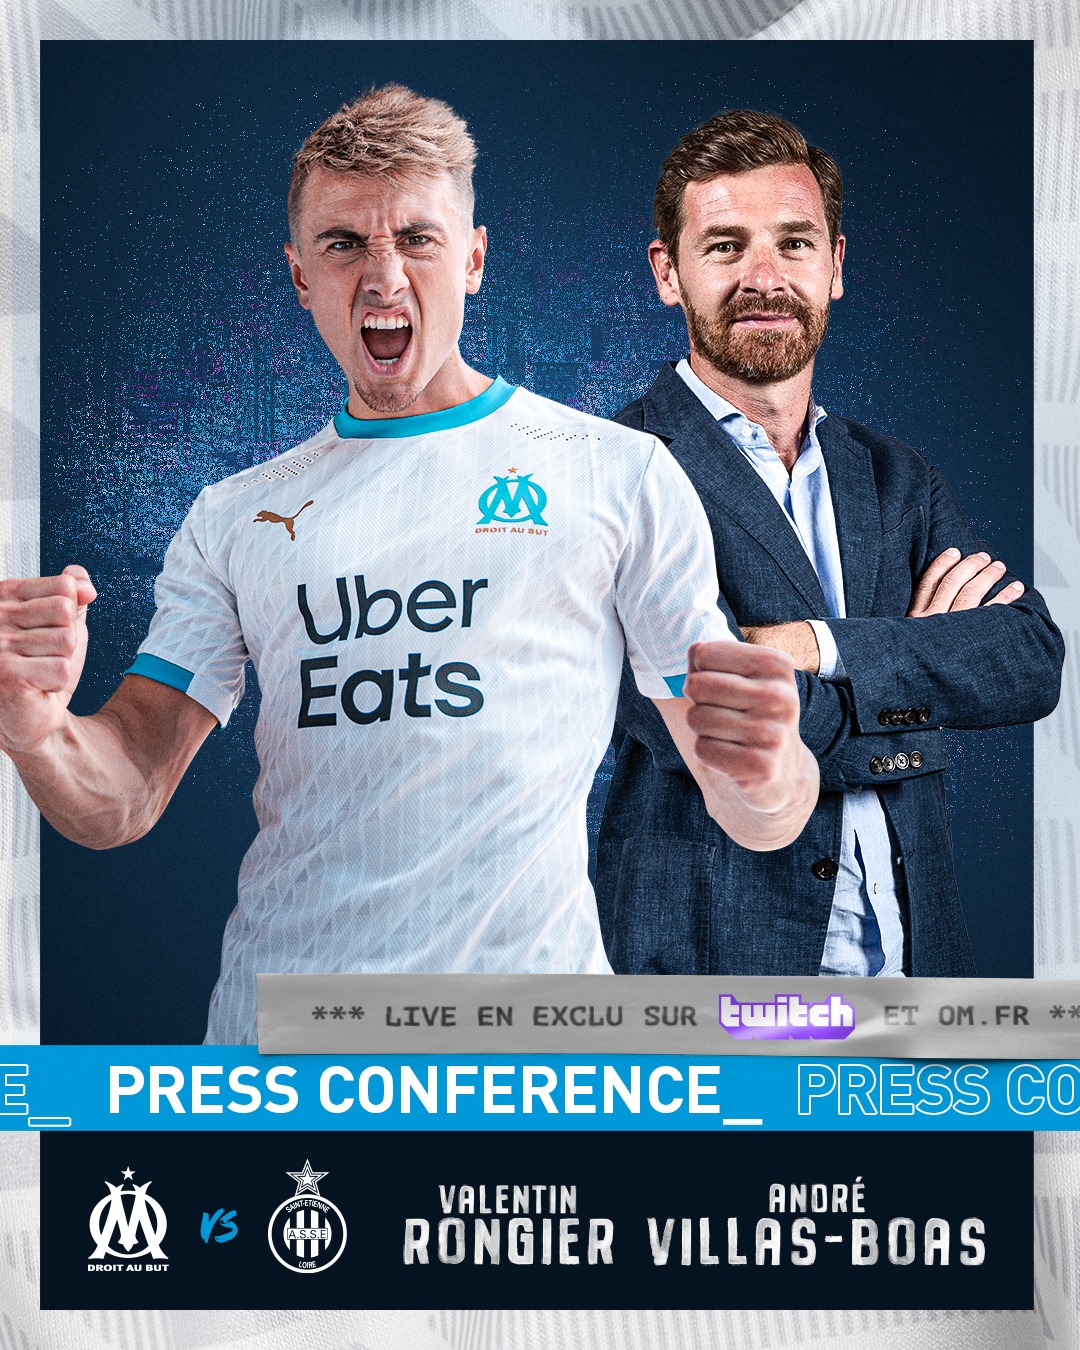 DROIT AU BUT
Uber
Eats
*** LIVE EN EXCLU SUR twitch ET OM.FR **
E_ PRESS CONFERENCE_ PRESS CO
DROIT AU BUT
VS
SAINT-ETIENNE
A.S.S.E
LOIRE
VALENTIN
RONGIER
ANDRÉ
VILLAS-BOAS